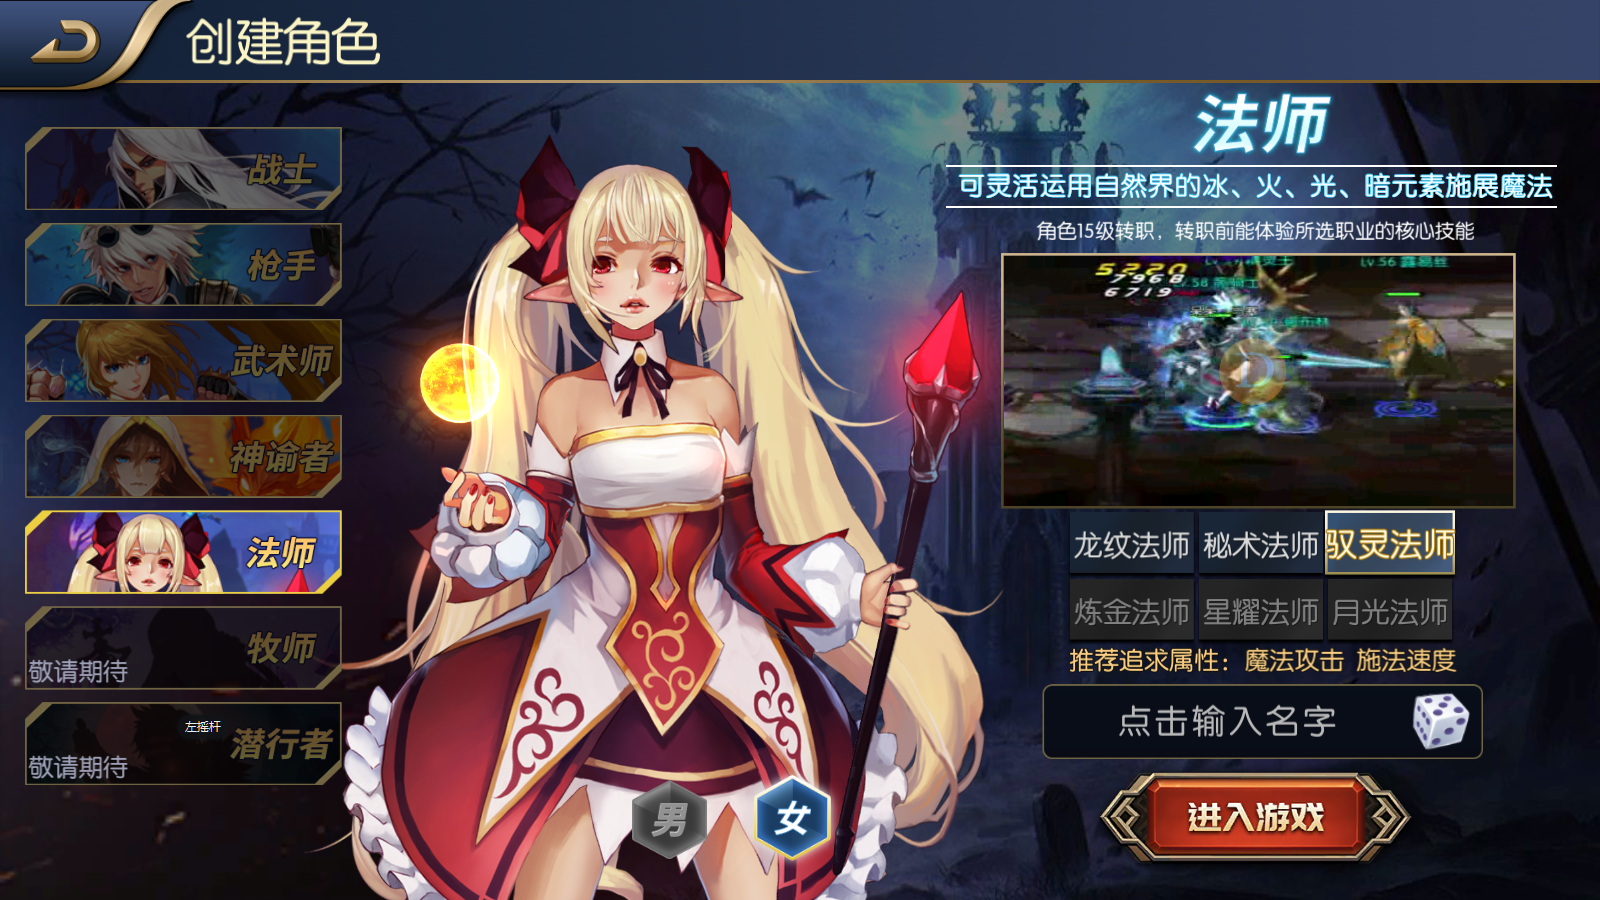 创建角色
战士
枪手
武术师
神谕者
法师
牧师
敬请期待
左摇杆
潜行者
敬请期待
男
女
法师
可灵活运用自然界的冰、火、光、暗元素施展魔法
角色15级转职，转职前能体验所选职业的核心技能
5220
7968
6719
龙纹法师 秘术法师 驭灵法师
炼金法师 星耀法师 月光法师
推荐追求属性：魔法攻击 施法速度
点击输入名字
进入游戏